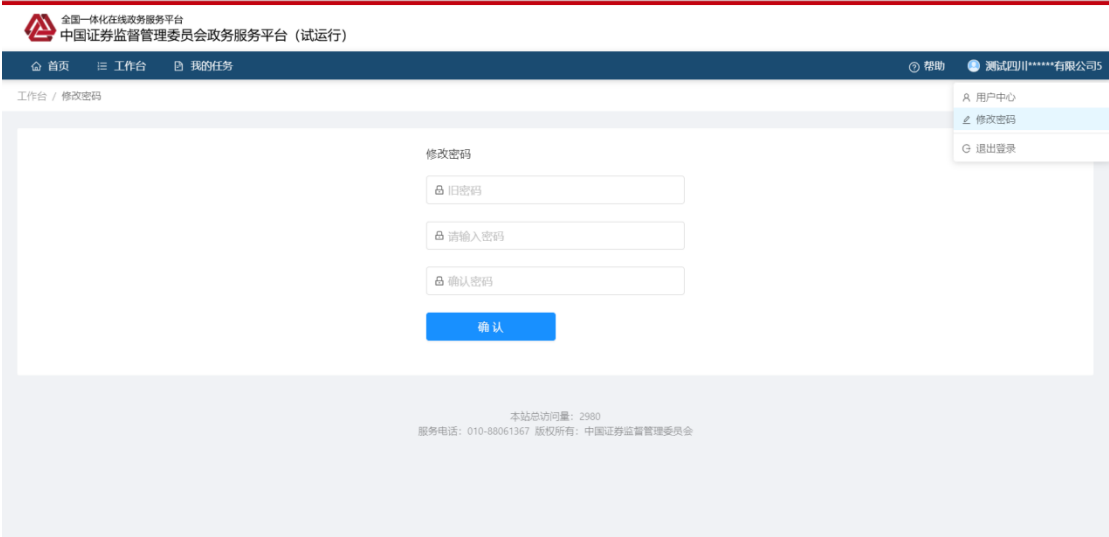 全国一体化在线政务服务平台
中国证券监督管理委员会政务服务平台（试运行）
首页 工作台 我的任务 帮助 测试四川******有限公司5
工作台 / 修改密码
用户中心
修改密码
退出登录
修改密码
旧密码
请输入密码
确认密码
确 认
本站总访问量：2980
服务电话：010-88061367 版权所有：中国证券监督管理委员会